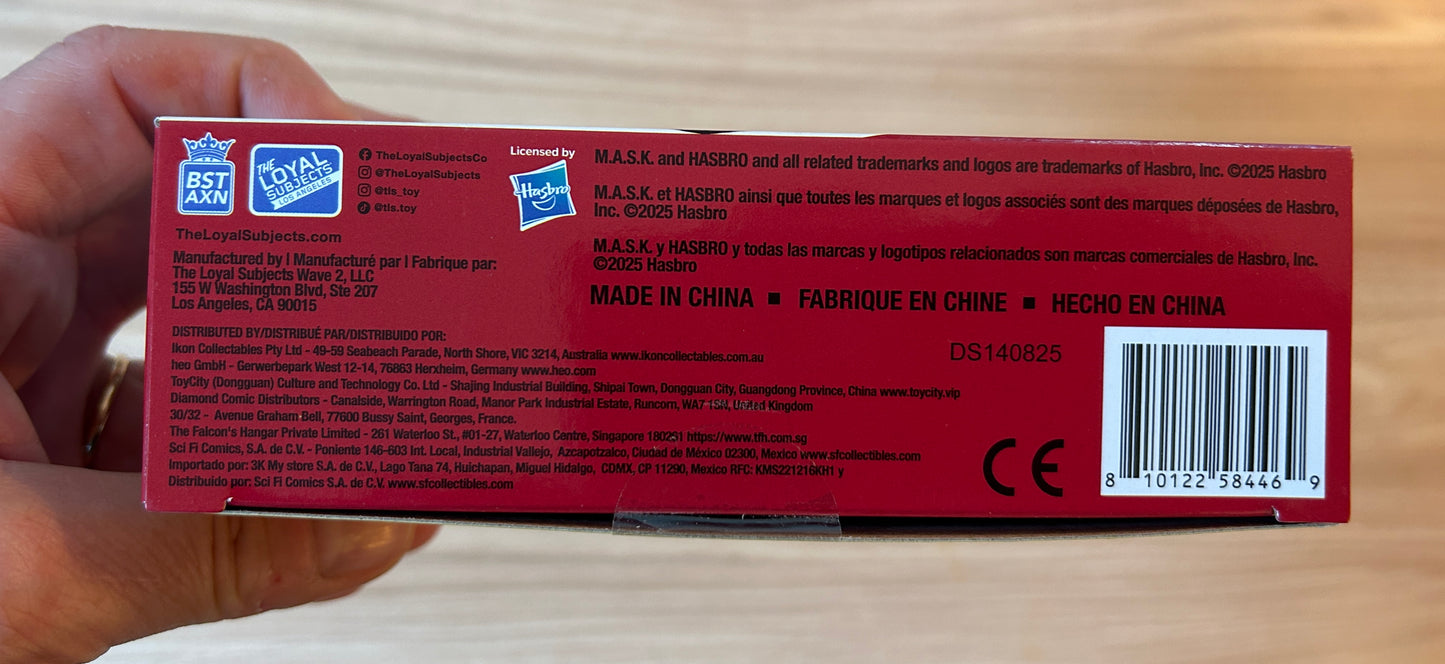 BST
AXN
THE
LOYAL
SUBJECTS
LOS ANGELES
TheLoyalSubjectsCo
@TheLoyalSubjects
@tls_toy
@tls.toy
TheLoyalSubjects.com
Manufactured by | Manufacturé par | Fabrique par:
The Loyal Subjects Wave 2, LLC
155 W Washington Blvd, Ste 207
Los Angeles, CA 90015
Licensed by
Hasbro
M.A.S.K. and HASBRO and all related trademarks and logos are trademarks of Hasbro, Inc. ©2025 Hasbro
M.A.S.K. et HASBRO ainsi que toutes les marques et logos associés sont des marques déposées de Hasbro,
Inc. ©2025 Hasbro
M.A.S.K. y HASBRO y todas las marcas y logotipos relacionados son marcas comerciales de Hasbro, Inc.
©2025 Hasbro
MADE IN CHINA ■ FABRIQUE EN CHINE ■ HECHO EN CHINA
DISTRIBUTED BY/DISTRIBUÉ PAR/DISTRIBUIDO POR:
Ikon Collectables Pty Ltd - 49-59 Seabeach Parade, North Shore, VIC 3214, Australia www.ikoncollectables.com.au
heo GmbH - Gerwerbepark West 12-14, 76863 Herxheim, Germany www.heo.com
ToyCity (Dongguan) Culture and Technology Co. Ltd - Shajing Industrial Building, Shipai Town, Dongguan City, Guangdong Province, China www.toycity.vip
Diamond Comic Distributors - Canalside, Warrington Road, Manor Park Industrial Estate, Runcorn, WA7 1SN, United Kingdom
30/32 - Avenue Graham Bell, 77600 Bussy Saint, Georges, France.
The Falcon's Hangar Private Limited - 261 Waterloo St., #01-27, Waterloo Centre, Singapore 180261 https://www.tfh.com.sg
Sci Fi Comics, S.A. de C.V. - Poniente 146-603 Int. Local, Industrial Vallejo, Azcapotzalco, Ciudad de México 02300, Mexico www.sfcollectibles.com
Importado por: 3K My store S.A. de C.V., Lago Tana 74, Huichapan, Miguel Hidalgo, CDMX, CP 11290, Mexico RFC: KMS221216KH1 y
Distribuido por: Sci Fi Comics S.A. de C.V. www.sfcollectibles.com
DS140825
CE
8 10122 58446 9